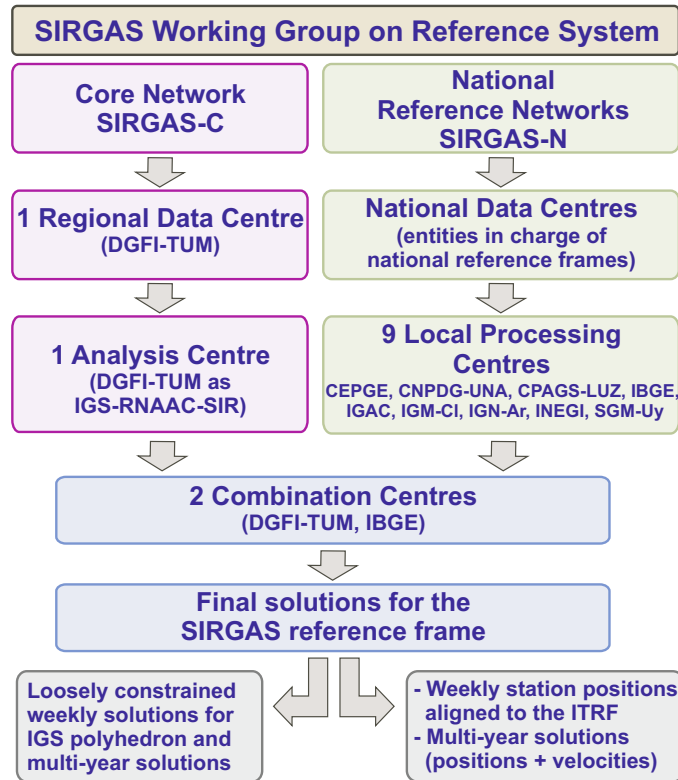 SIRGAS Working Group on Reference System
Core Network
SIRGAS-C
National
Reference Networks
SIRGAS-N
1 Regional Data Centre
(DGFI-TUM)
National Data Centres
(entities in charge of
national reference frames)
1 Analysis Centre
(DGFI-TUM as
IGS-RNAAC-SIR)
9 Local Processing
Centres
CEPGE, CNPDG-UNA, CPAGS-LUZ, IBGE,
IGAC, IGM-Cl, IGN-Ar, INEGI, SGM-Uy
2 Combination Centres
(DGFI-TUM, IBGE)
Final solutions for the
SIRGAS reference frame
Loosely constrained
weekly solutions for
IGS polyhedron and
multi-year solutions
- Weekly station positions
aligned to the ITRF
- Multi-year solutions
(positions + velocities)